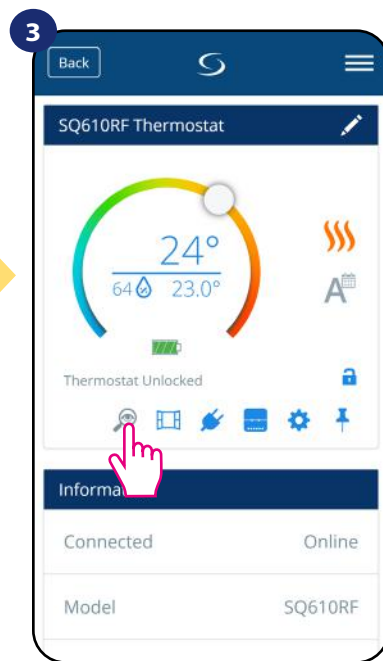 3
Back
SQ610RF Thermostat
24°
64 23.0°
A
Thermostat Unlocked
Informa
Connected Online
Model SQ610RF